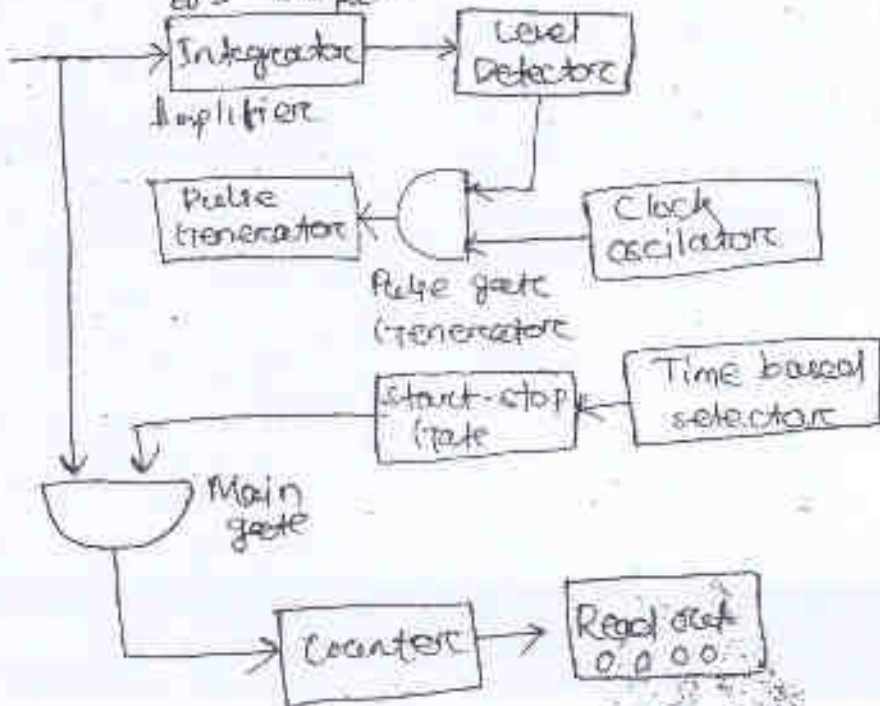 Integrator
Amplifier
Level
Detector
Pulse
Generator
Clock
oscilator
Pulse gate
Generator
Start-stop
Gate
Time based
selector
Main
gate
Counter
Read out
0 0 0 0